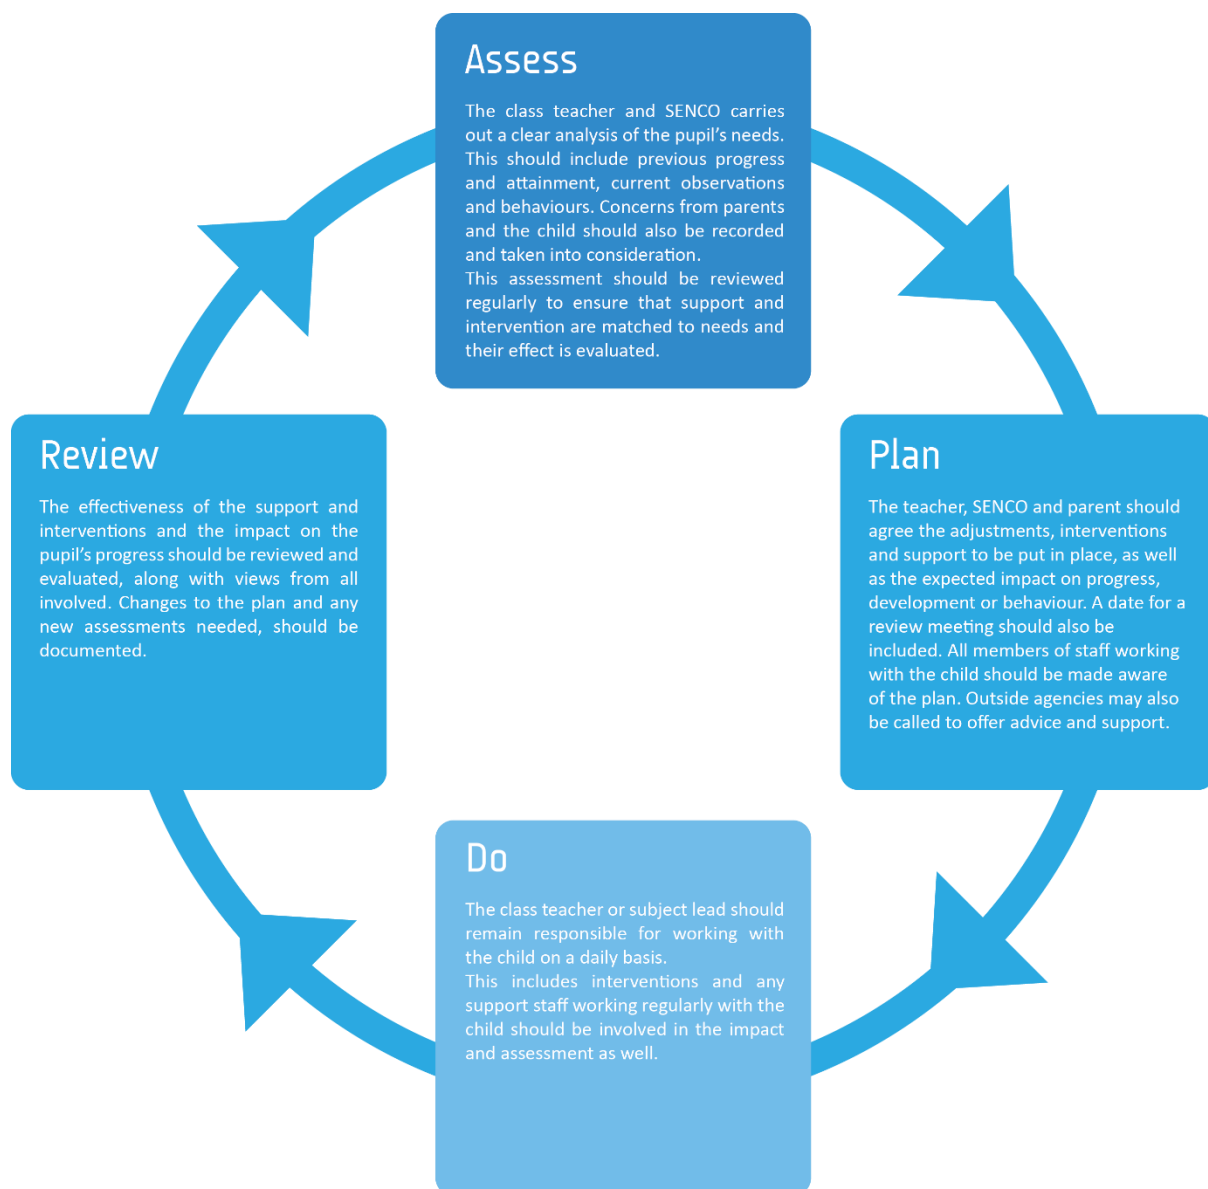 Assess
The class teacher and SENCO carries
out a clear analysis of the pupil’s needs.
This should include previous progress
and attainment, current observations
and behaviours. Concerns from parents
and the child should also be recorded
and taken into consideration.
This assessment should be reviewed
regularly to ensure that support and
intervention are matched to needs and
their effect is evaluated.
Plan
The teacher, SENCO and parent should
agree the adjustments, interventions
and support to be put in place, as well
as the expected impact on progress,
development or behaviour. A date for a
review meeting should also be
included. All members of staff working
with the child should be made aware
of the plan. Outside agencies may also
be called to offer advice and support.
Do
The class teacher or subject lead should
remain responsible for working with
the child on a daily basis.
This includes interventions and any
support staff working regularly with the
child should be involved in the impact
and assessment as well.
Review
The effectiveness of the support and
interventions and the impact on the
pupil’s progress should be reviewed and
evaluated, along with views from all
involved. Changes to the plan and any
new assessments needed, should be
documented.